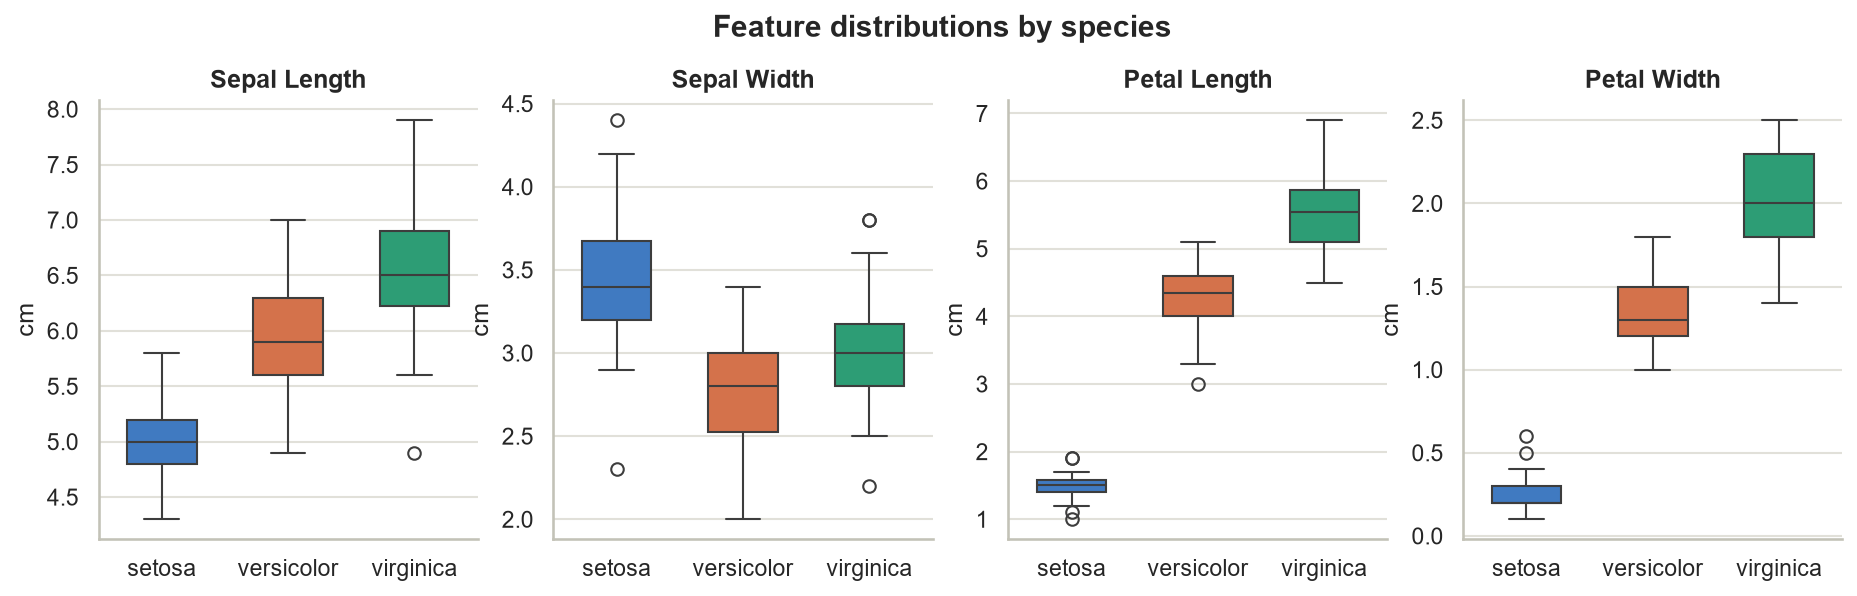 Feature distributions by species
Sepal Length
8.0
7.5
7.0
6.5
6.0
5.5
5.0
4.5
cm
setosa versicolor virginica
Sepal Width
4.5
4.0
3.5
3.0
2.5
2.0
cm
setosa versicolor virginica
Petal Length
7
6
5
4
3
2
1
cm
setosa versicolor virginica
Petal Width
2.5
2.0
1.5
1.0
0.5
0.0
cm
setosa versicolor virginica